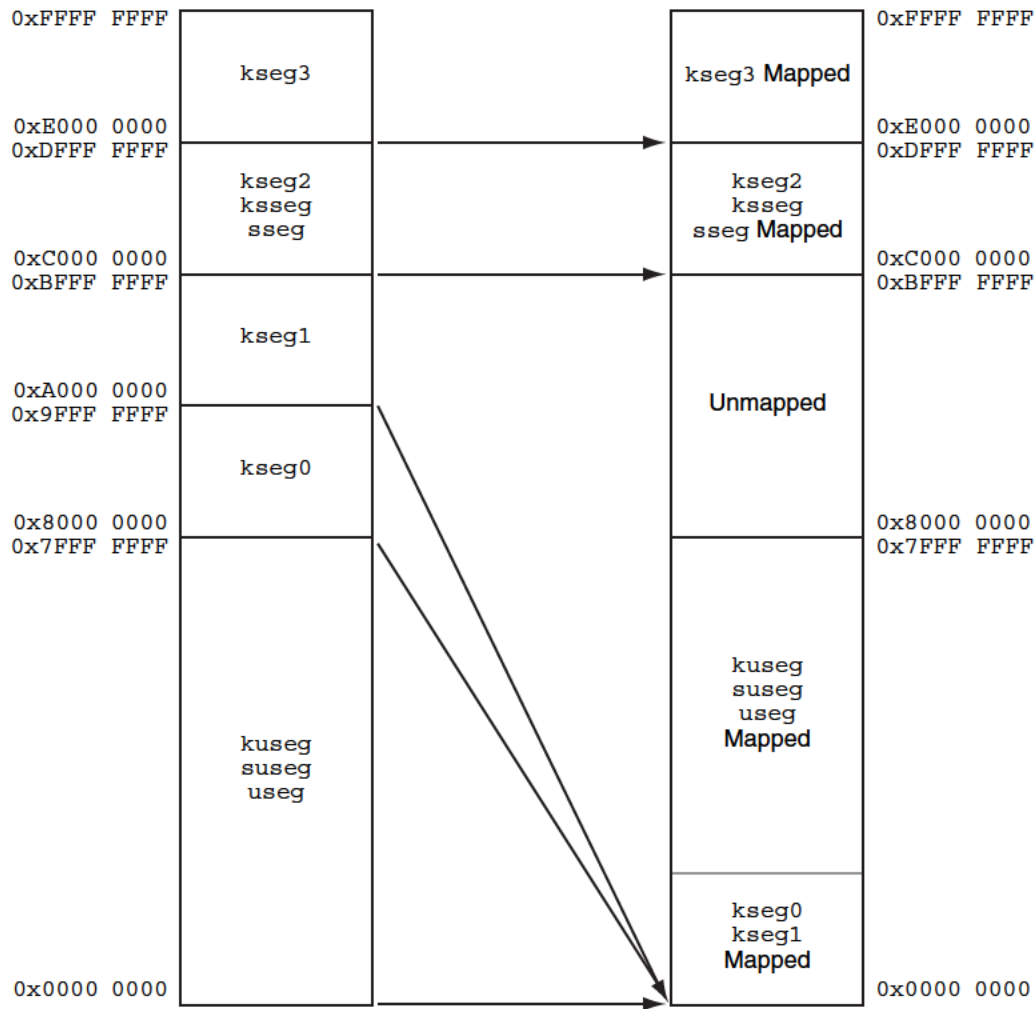 0xFFFF FFFF
kseg3
0xE000 0000
0xDFFF FFFF
kseg2
ksseg
sseg
0xC000 0000
0xBFFF FFFF
kseg1
0xA000 0000
0x9FFF FFFF
kseg0
0x8000 0000
0x7FFF FFFF
kuseg
suseg
useg
0x0000 0000
0xFFFF FFFF
kseg3 Mapped
0xE000 0000
0xDFFF FFFF
kseg2
ksseg
sseg Mapped
0xC000 0000
0xBFFF FFFF
Unmapped
0x8000 0000
0x7FFF FFFF
kuseg
suseg
useg
Mapped
kseg0
kseg1
Mapped
0x0000 0000